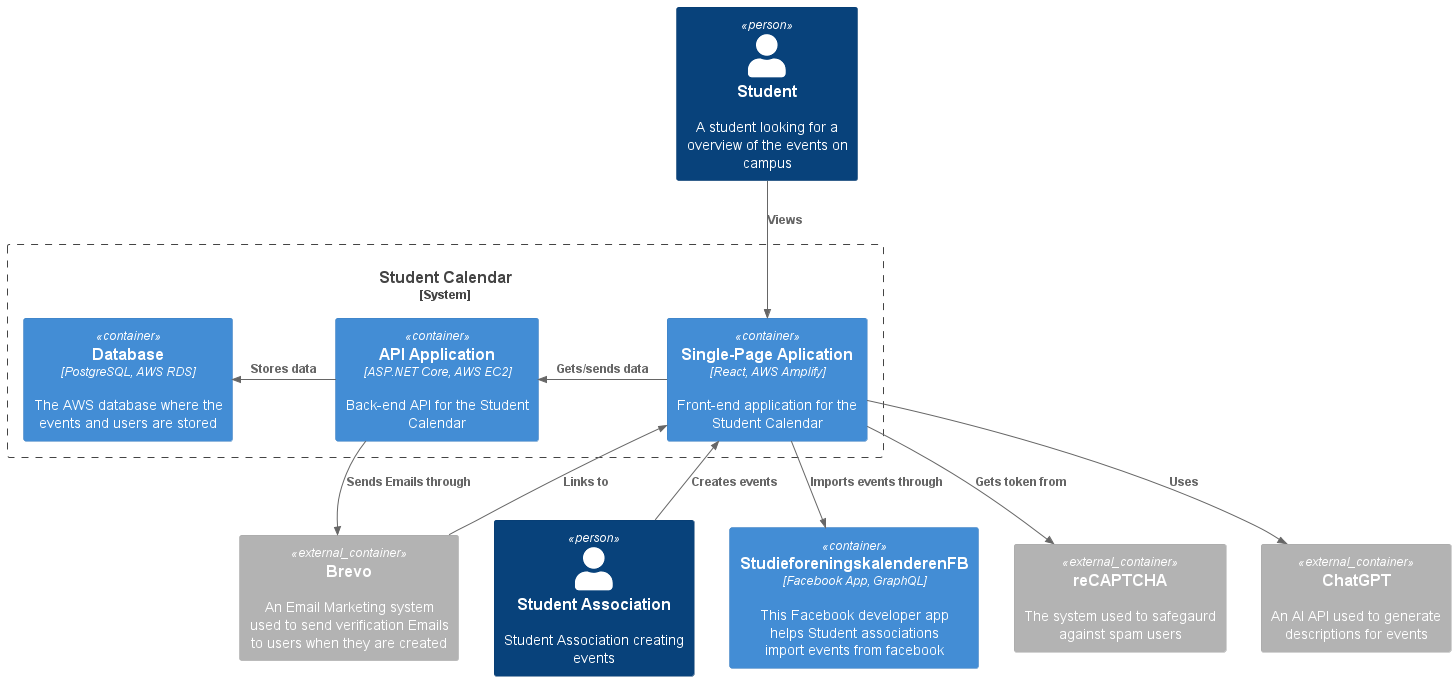 «person»
Student
A student looking for a
overview of the events on
campus
Views
Student Calendar
[System]
«container»
Database
[PostgreSQL, AWS RDS]
The AWS database where the
events and users are stored
Stores data
«container»
API Application
[ASP.NET Core, AWS EC2]
Back-end API for the Student
Calendar
Gets/sends data
«container»
Single-Page Aplication
[React, AWS Amplify]
Front-end application for the
Student Calendar
Sends Emails through
Links to
Creates events
Imports events through
Gets token from
Uses
«external_container»
Brevo
An Email Marketing system
used to send verification Emails
to users when they are created
«person»
Student Association
Student Association creating
events
«container»
StudieforeningskalenderenFB
[Facebook App, GraphQL]
This Facebook developer app
helps Student associations
import events from facebook
«external_container»
reCAPTCHA
The system used to safegaurd
against spam users
«external_container»
ChatGPT
An AI API used to generate
descriptions for events